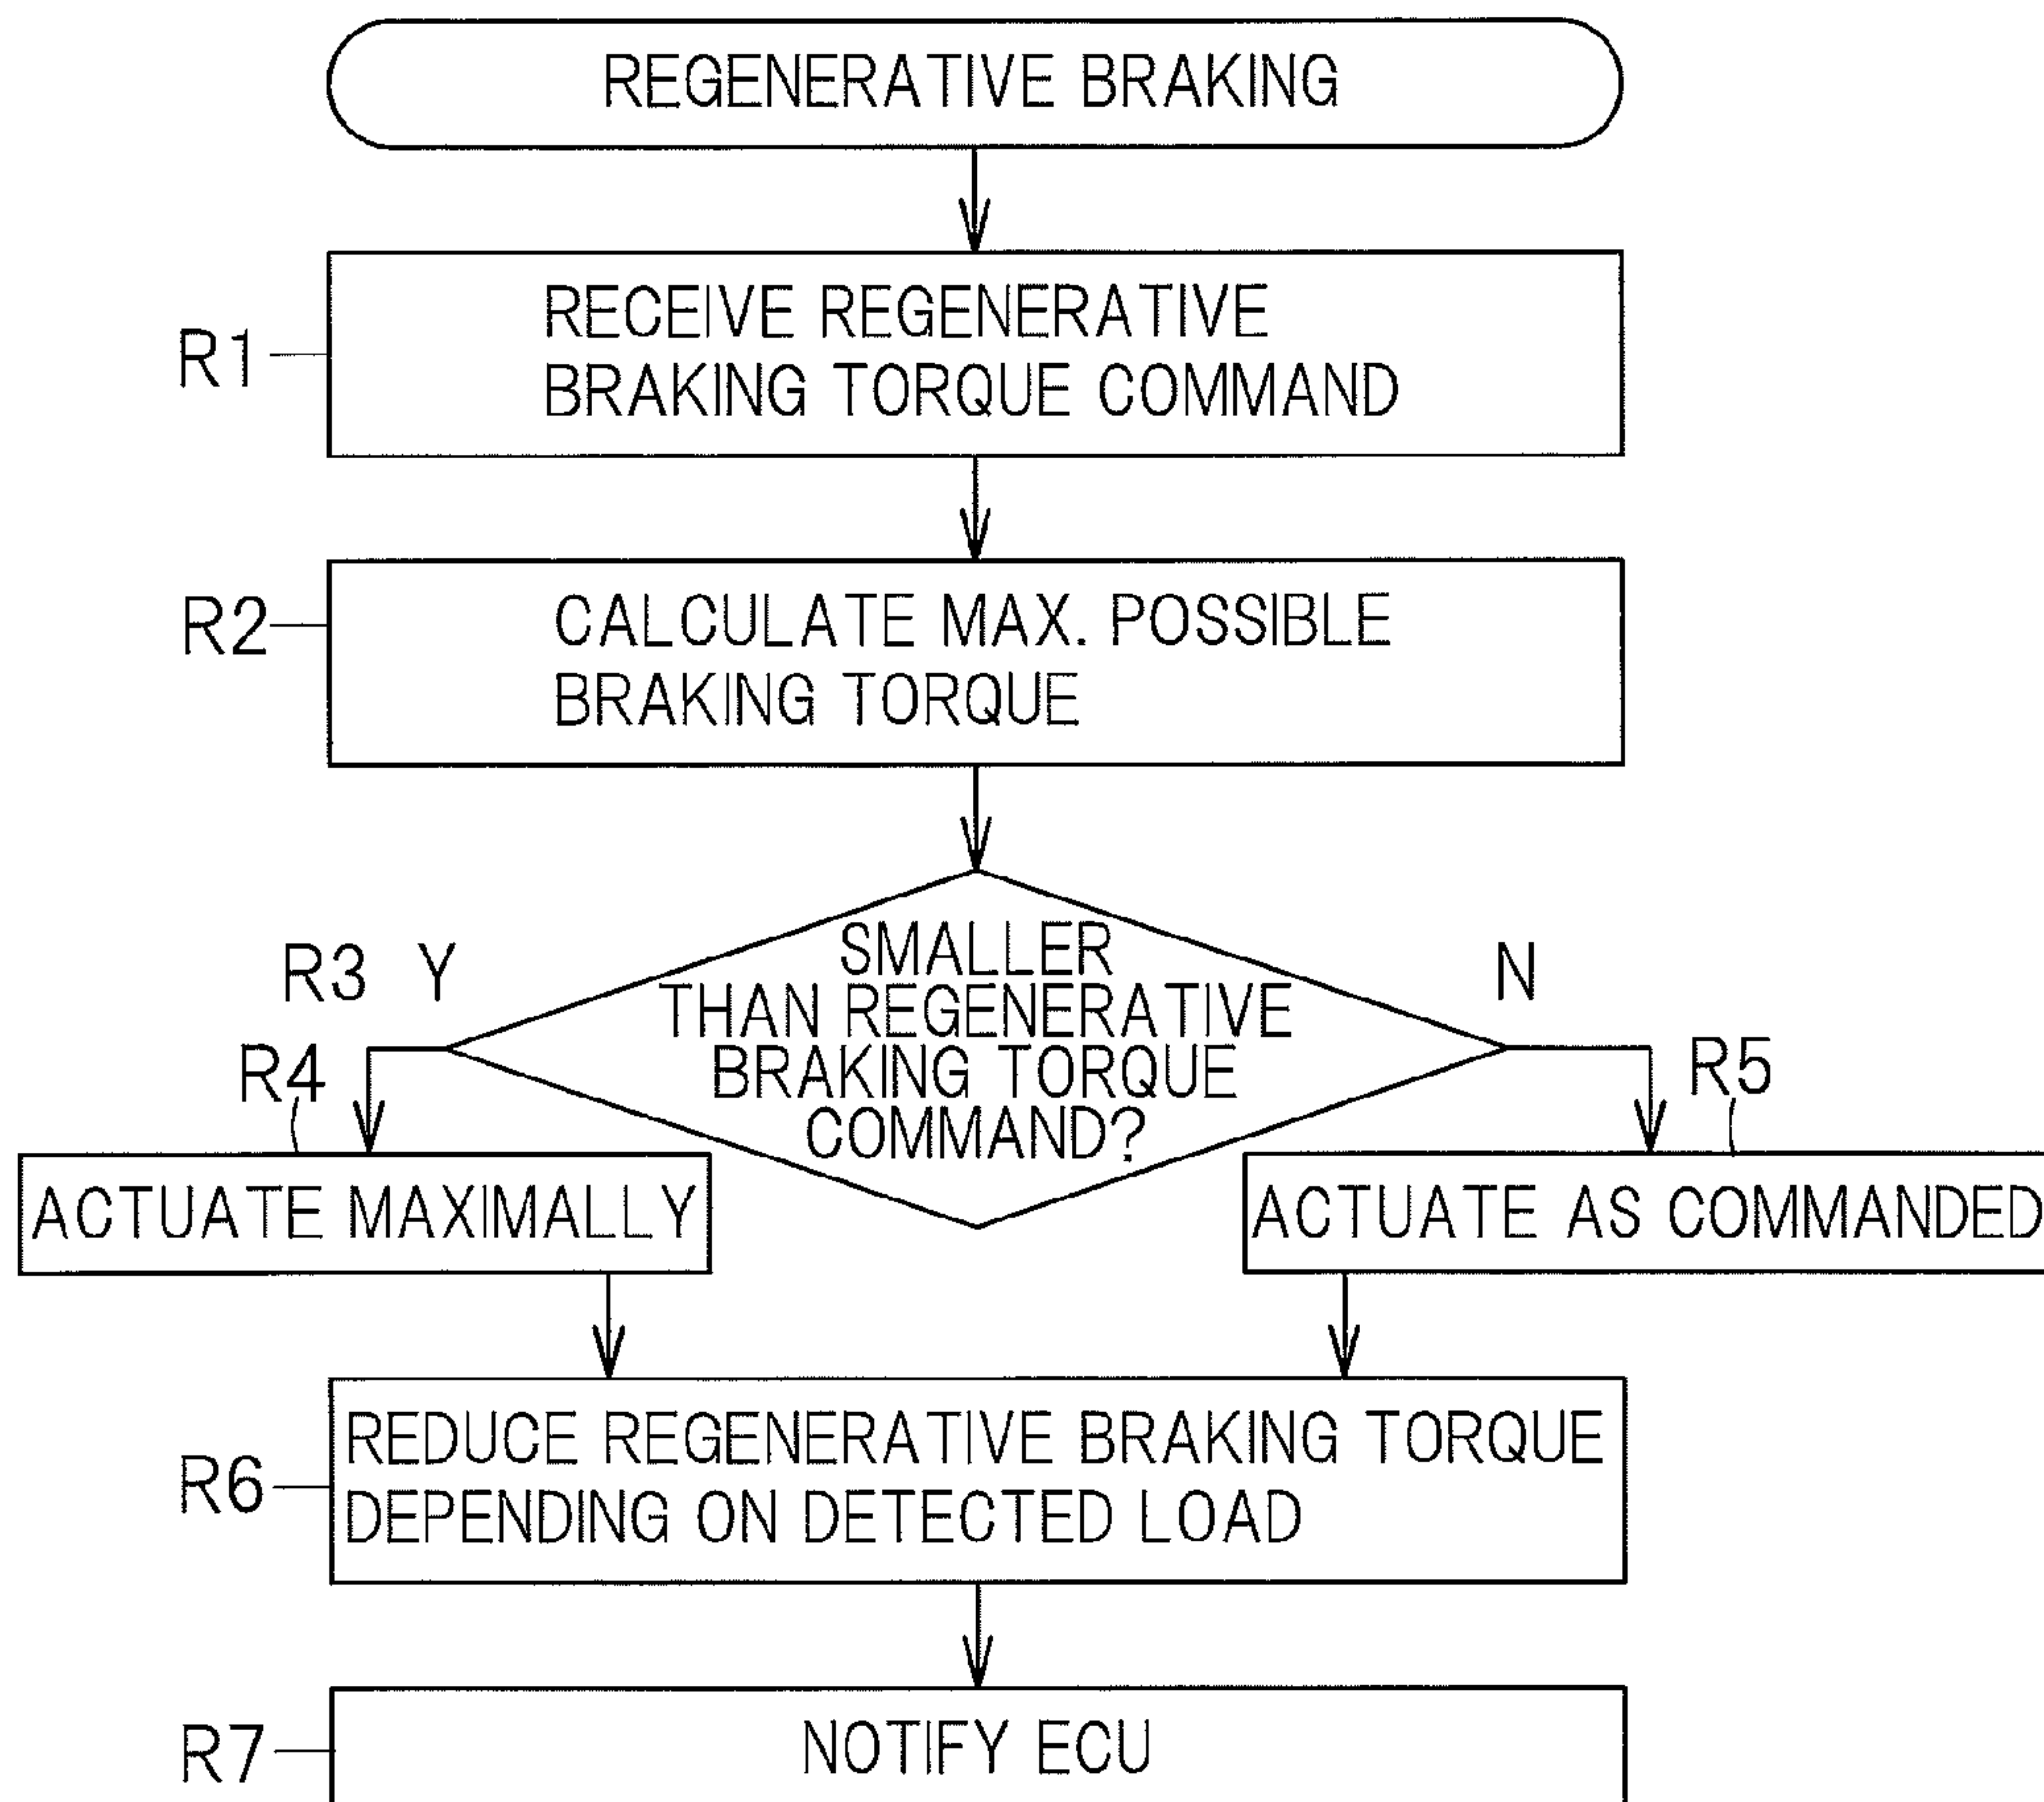 REGENERATIVE BRAKING
R1
RECEIVE REGENERATIVE
BRAKING TORQUE COMMAND
R2
CALCULATE MAX. POSSIBLE
BRAKING TORQUE
R3 Y
SMALLER
THAN REGENERATIVE
BRAKING TORQUE
COMMAND?
N
R4
R5
ACTUATE MAXIMALLY
ACTUATE AS COMMANDED
R6
REDUCE REGENERATIVE BRAKING TORQUE
DEPENDING ON DETECTED LOAD
R7
NOTIFY ECU